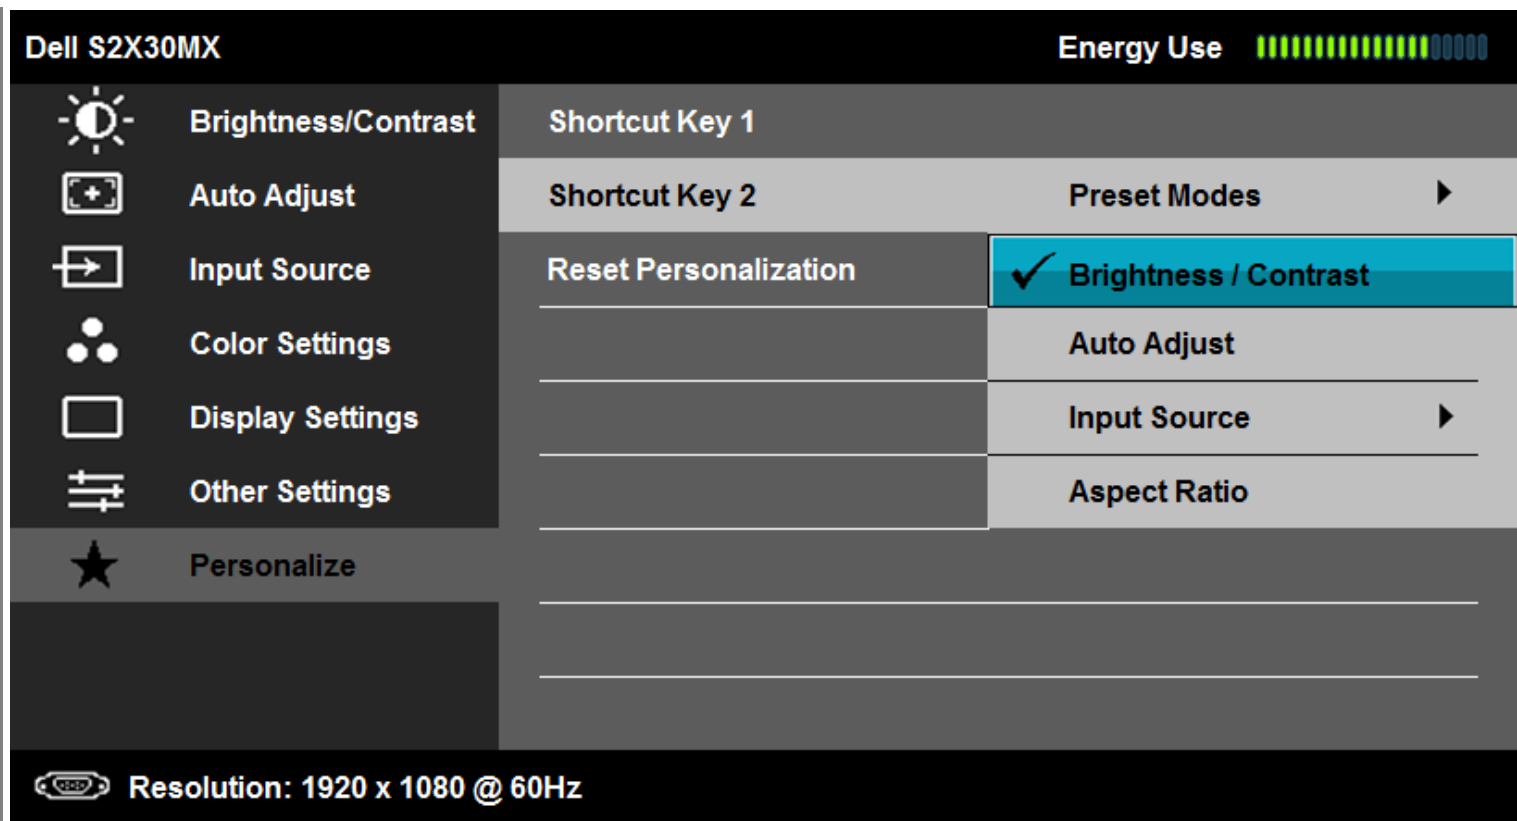 Dell S2X30MX Energy Use
Brightness/Contrast Shortcut Key 1
Auto Adjust Shortcut Key 2 Preset Modes
Input Source Reset Personalization Brightness / Contrast
Color Settings Auto Adjust
Display Settings Input Source
Other Settings Aspect Ratio
Personalize
Resolution: 1920 x 1080 @ 60Hz